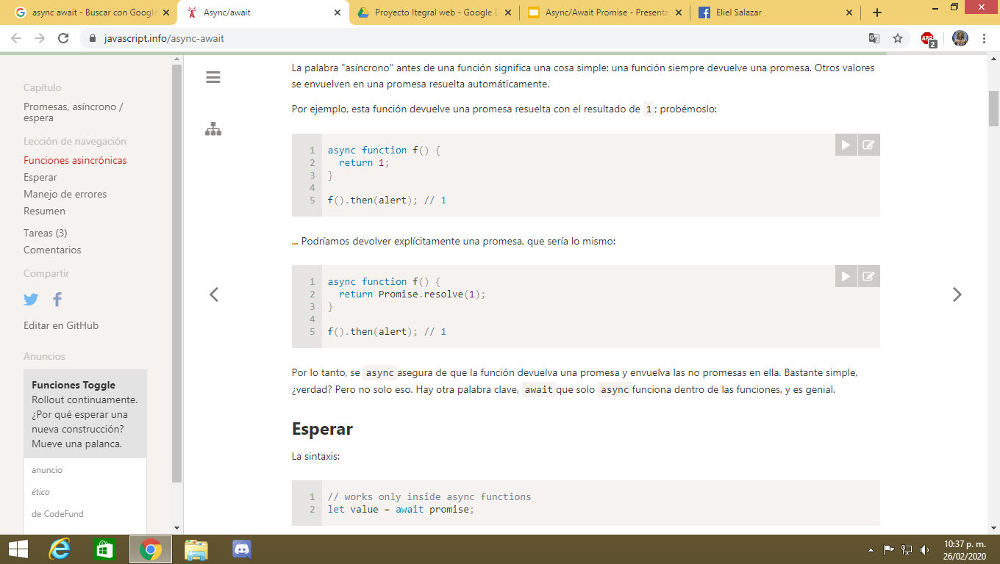 async await - Buscar con Google
Async/await
Proyecto Itegral web - Google D
Async/Await Promise - Presenta
Eliel Salazar
javascript.info/async-await
ABP
2
Capítulo
Promesas, asíncrono /
espera
Lección de navegación
Funciones asincrónicas
Esperar
Manejo de errores
Resumen
Tareas (3)
Comentarios
Compartir
Editar en GitHub
Anuncios
Funciones Toggle
Rollout continuamente.
¿Por qué esperar una
nueva construcción?
Mueve una palanca.
anuncio
ético
de CodeFund
La palabra "asíncrono" antes de una función significa una cosa simple: una función siempre devuelve una promesa. Otros valores
se envuelven en una promesa resuelta automáticamente.
Por ejemplo, esta función devuelve una promesa resuelta con el resultado de 1; probémoslo:
1 async function f() {
2   return 1;
3 }
4
5 f().then(alert); // 1
... Podríamos devolver explícitamente una promesa, que sería lo mismo:
1 async function f() {
2   return Promise.resolve(1);
3 }
4
5 f().then(alert); // 1
Por lo tanto, se async asegura de que la función devuelva una promesa y envuelva las no promesas en ella. Bastante simple,
¿verdad? Pero no solo eso. Hay otra palabra clave, await que solo async funciona dentro de las funciones, y es genial.
Esperar
La sintaxis:
1 // works only inside async functions
2 let value = await promise;
10:37 p. m.
26/02/2020